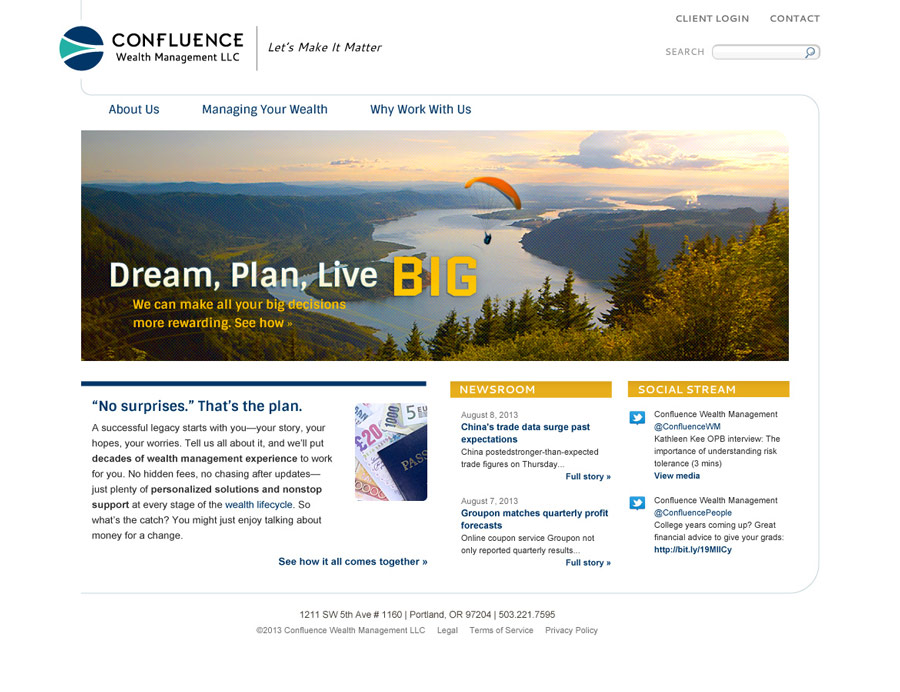 CLIENT LOGIN CONTACT
CONFLUENCE
Wealth Management LLC
Let's Make It Matter
SEARCH
About Us Managing Your Wealth Why Work With Us
Dream, Plan, Live BIG
We can make all your big decisions
more rewarding. See how »
“No surprises.” That’s the plan.
A successful legacy starts with you—your story, your
hopes, your worries. Tell us all about it, and we'll put
decades of wealth management experience to work
for you. No hidden fees, no chasing after updates—
just plenty of personalized solutions and nonstop
support at every stage of the wealth lifecycle. So
what's the catch? You might just enjoy talking about
money for a change.
£20
1000
5 EU
PASS
See how it all comes together »
NEWSROOM
August 8, 2013
China's trade data surge past
expectations
China postedstronger-than-expected
trade figures on Thursday...
Full story »
August 7, 2013
Groupon matches quarterly profit
forecasts
Online coupon service Groupon not
only reported quarterly results...
Full story »
SOCIAL STREAM
Confluence Wealth Management
@ConfluenceWM
Kathleen Kee OPB interview: The
importance of understanding risk
tolerance (3 mins)
View media
Confluence Wealth Management
@ConfluencePeople
College years coming up? Great
financial advice to give your grads:
http://bit.ly/19MIICy
1211 SW 5th Ave # 1160 | Portland, OR 97204 | 503.221.7595
©2013 Confluence Wealth Management LLC Legal Terms of Service Privacy Policy